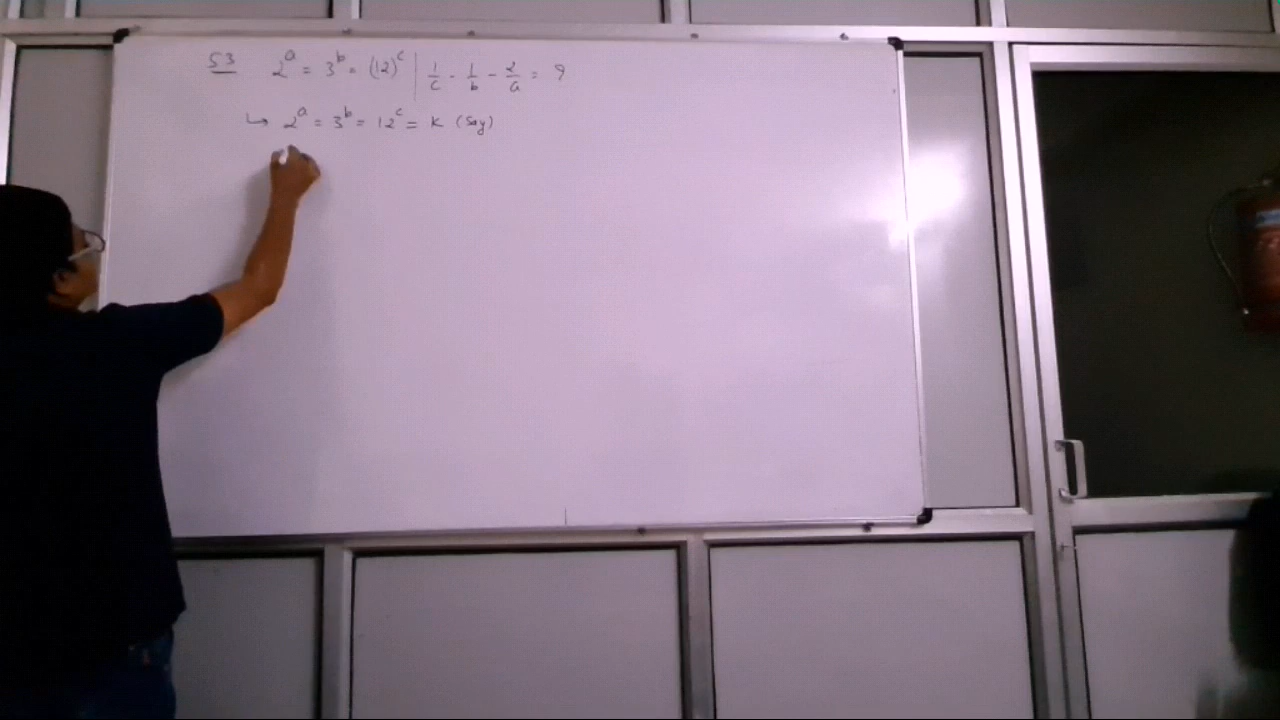 53 2^a = 3^b = (12)^c | 1/c - 1/b - 2/a = ?
↳ 2^a = 3^b = 12^c = K (Say)